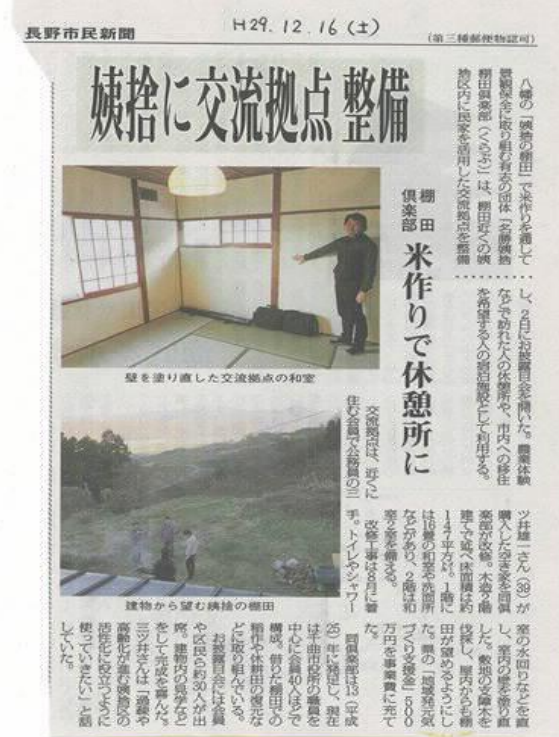 長野市民新聞
H29.12.16(土)
(第三種郵便物認可)
姨捨に交流拠点 整備
棚田
倶楽部
米作りで休憩所に
八幡の「姨捨の棚田」で米作りを通して
景観保全に取り組む有志の団体「名勝姨捨
棚田倶楽部(くらぶ)」は、棚田近くの姨
捨地区内に民家を活用した交流拠点を整備
し、2日にお披露目会を開いた。農業体験
などで訪れた人の休憩所や、市内への移住
を希望する人の宿泊施設として利用する。
壁を塗り直した交流拠点の和室
建物から望む姨捨の棚田
交流拠点は、近くに
住む会員で公務員の三
ツ井雄一さん(39)が
購入した空き家を同倶
楽部が改修。木造2階
建てで延べ床面積は約
147平方㍍。1階に
は16畳の和室や洗面所
などがあり、2階は和
室2室を備える。
改修工事は8月に着
手。トイレやシャワー
室の水回りなどを直
し、室内の壁を塗り直
した。敷地の支障木を
伐採し、屋内からも棚
田が望めるようにし
た。県の「地域発元気
づくり支援金」500
万円を事業費に充て
た。
同倶楽部は13(平成
25)年に発足し、現在
は千曲市役所の職員を
中心に会員40人ほどで
構成。借りた棚田での
稲作や休耕田の復元な
どに取り組んでいる。
お披露目会には会員
や区民ら約30人が出
席。建物内の見学など
をして完成を喜んだ。
三ツ井さんは「過疎や
高齢化が進む姨捨区の
活性化に役立つように
使っていきたい」と話
していた。